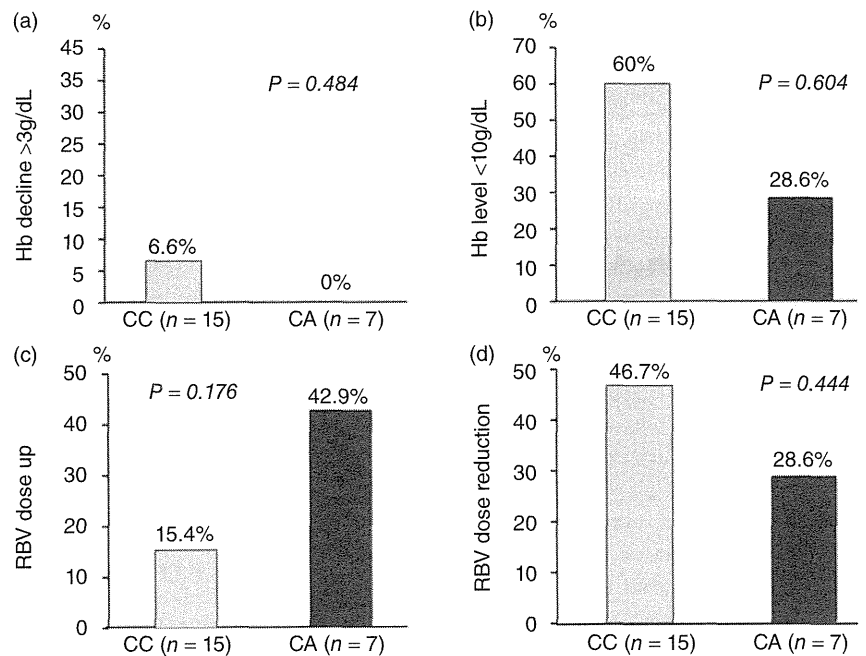 (a)
%
45
40
35
30
25
20
15
10
5
0
Hb decline >3g/dL
P = 0.484
6.6%
0%
CC (n = 15)
CA (n = 7)
(b)
%
70
60
50
40
30
20
10
0
Hb level <10g/dL
60%
P = 0.604
28.6%
CC (n = 15)
CA (n = 7)
(c)
%
50
40
30
20
10
0
RBV dose up
P = 0.176
42.9%
15.4%
CC (n = 15)
CA (n = 7)
(d)
%
50
40
30
20
10
0
RBV dose reduction
46.7%
P = 0.444
28.6%
CC (n = 15)
CA (n = 7)